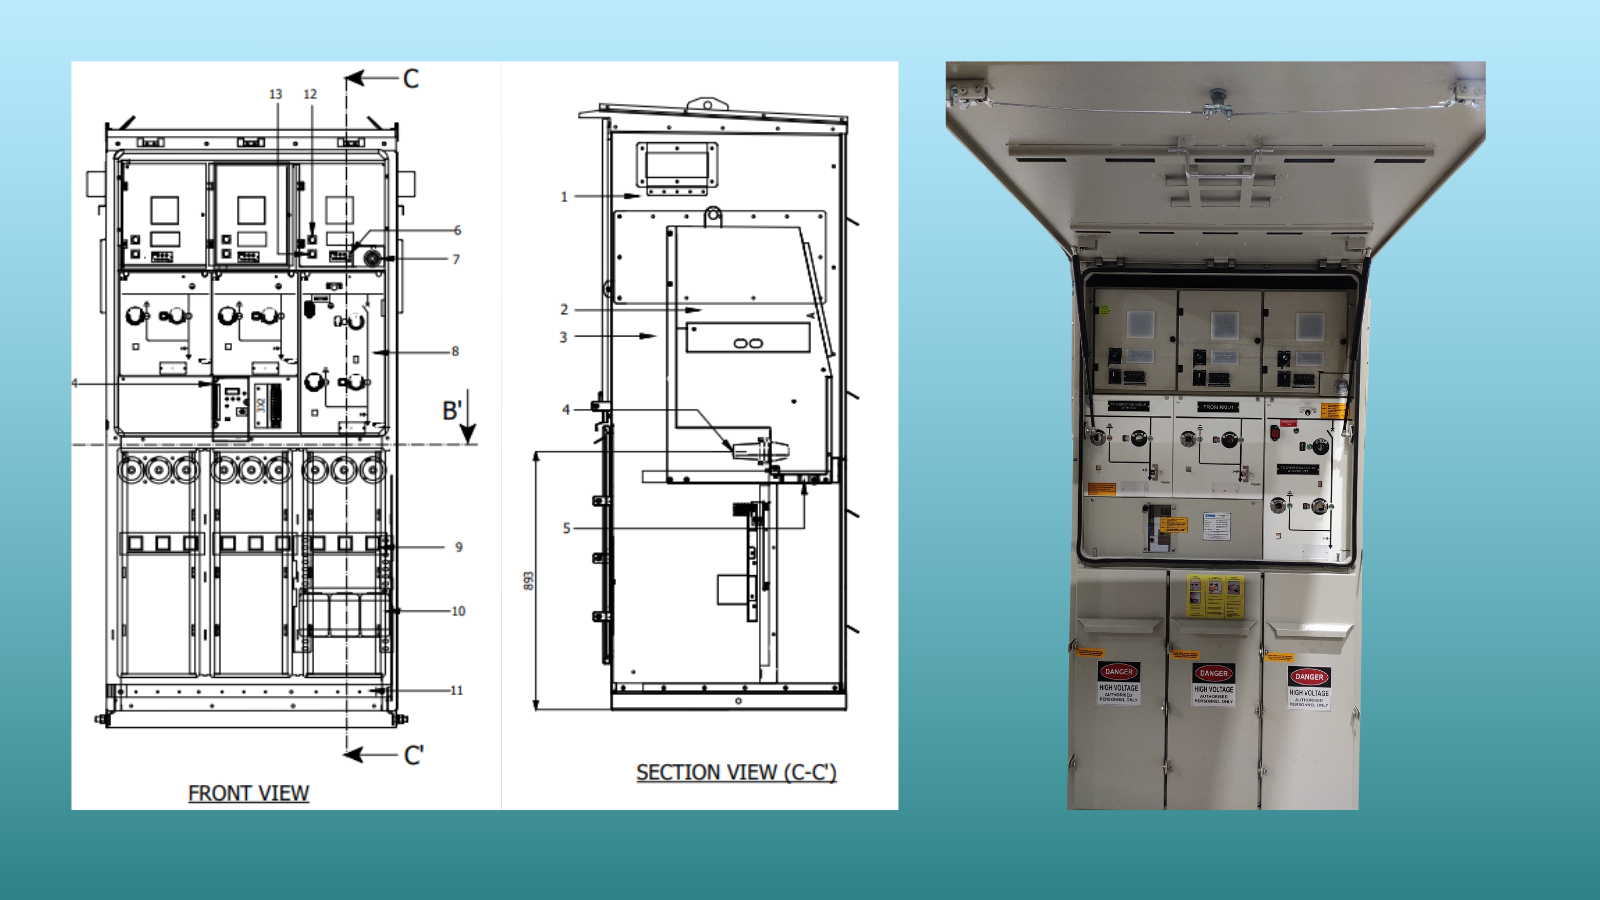 C
13 12
6
7
8
4
B'
3X2
9
10
11
C'
FRONT VIEW
1
2
3
A
4
5
893
SECTION VIEW (C-C')
FROM RMU1
DANGER
HIGH VOLTAGE
AUTHORISED
PERSONNEL ONLY
DANGER
HIGH VOLTAGE
AUTHORISED
PERSONNEL ONLY
DANGER
HIGH VOLTAGE
AUTHORISED
PERSONNEL ONLY